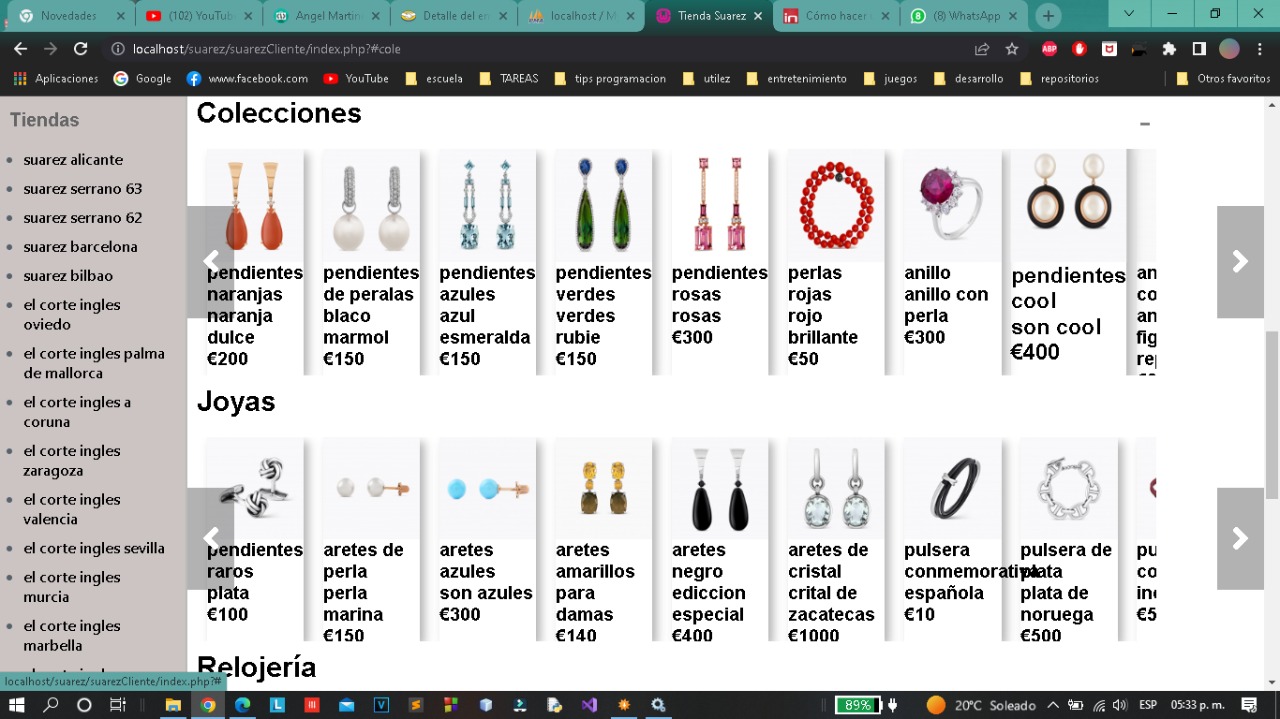 Novedades
(102) YouTub
Angel Martin
Detalle del en
localhost / M
Tienda Suarez
Cómo hacer
(8) WhatsApp
localhost/suarez/suarezCliente/index.php?#cole
Aplicaciones
Google
www.facebook.com
YouTube
escuela
TAREAS
tips programacion
utilez
entretenimiento
juegos
desarrollo
repositorios
Otros favoritos
Tiendas
suarez alicante
suarez serrano 63
suarez serrano 62
suarez barcelona
suarez bilbao
el corte ingles
oviedo
el corte ingles palma
de mallorca
el corte ingles a
coruna
el corte ingles
zaragoza
el corte ingles
valencia
el corte ingles sevilla
el corte ingles
murcia
el corte ingles
marbella
Colecciones
pendientes
naranjas
naranja
dulce
€200
pendientes
de peralas
blaco
marmol
€150
pendientes
azules
azul
esmeralda
€150
pendientes
verdes
verdes
rubie
€150
pendientes
rosas
rosas
€300
perlas
rojas
rojo
brillante
€50
anillo
anillo con
perla
€300
pendientes
cool
son cool
€400
an
co
an
fig
rep
Joyas
pendientes
raros
plata
€100
aretes de
perla
perla
marina
€150
aretes
azules
son azules
€300
aretes
amarillos
para
damas
€140
aretes
negro
ediccion
especial
€400
aretes de
cristal
crital de
zacatecas
€1000
pulsera
conmemorativa
española
€10
pulsera de
plata
plata de
noruega
€500
pu
co
inc
€5
Relojería
localhost/suarez/suarezCliente/index.php?#
89%
20°C Soleado
ESP
05:33 p. m.